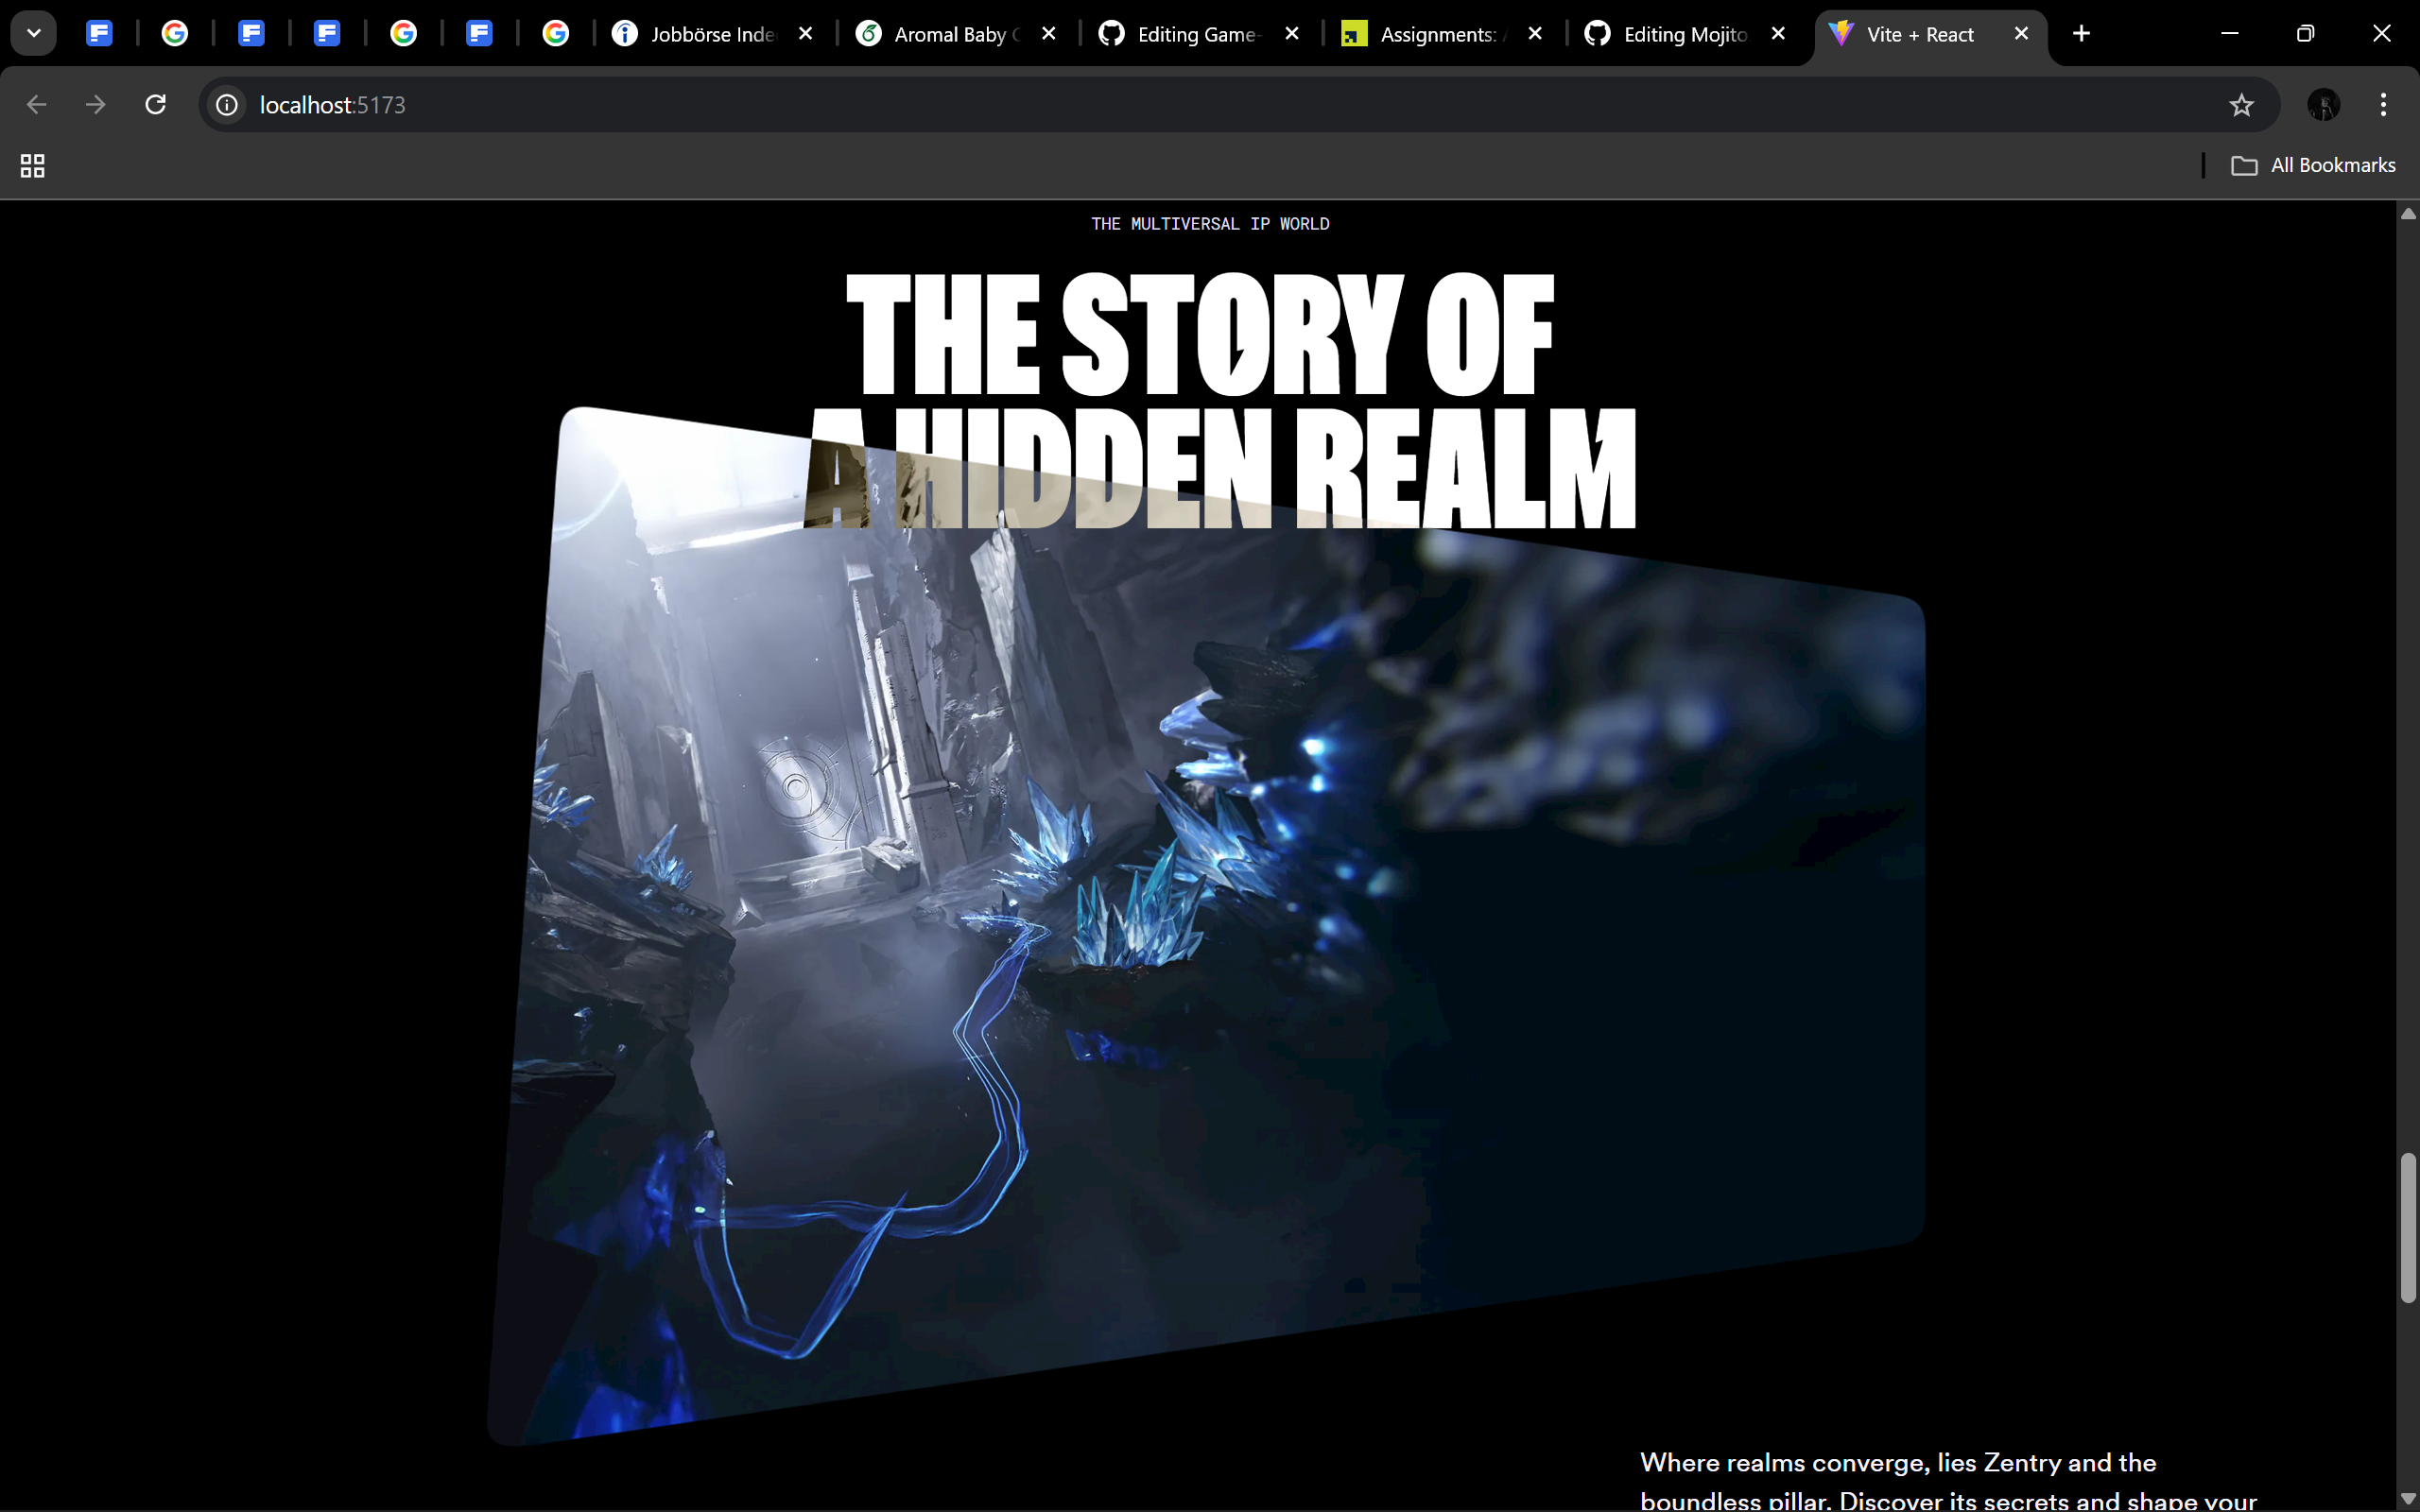 Jobbörse Inde
Aromal Baby C
Editing Game-
Assignments: A
Editing Mojito
Vite + React
localhost:5173
All Bookmarks
THE MULTIVERSAL IP WORLD
THE STORY OF
A HIDDEN REALM
Where realms converge, lies Zentry and the
boundless pillar. Discover its secrets and shape your